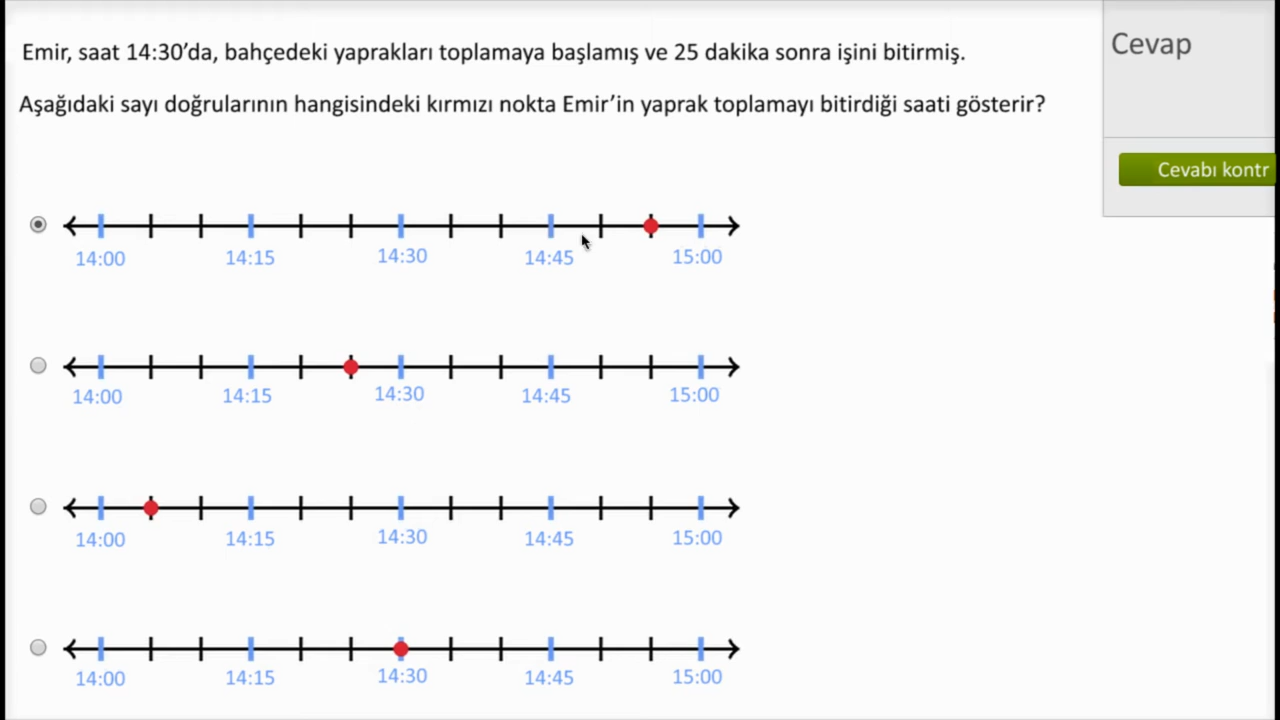 Emir, saat 14:30’da, bahçedeki yaprakları toplamaya başlamış ve 25 dakika sonra işini bitirmiş.
Aşağıdaki sayı doğrularının hangisindeki kırmızı nokta Emir’in yaprak toplamayı bitirdiği saati gösterir?
Cevap
Cevabı kontr
14:00 14:15 14:30 14:45 15:00
14:00 14:15 14:30 14:45 15:00
14:00 14:15 14:30 14:45 15:00
14:00 14:15 14:30 14:45 15:00